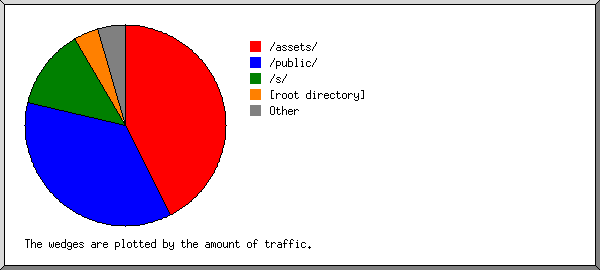 /assets/
/public/
/s/
[root directory]
Other
The wedges are plotted by the amount of traffic.